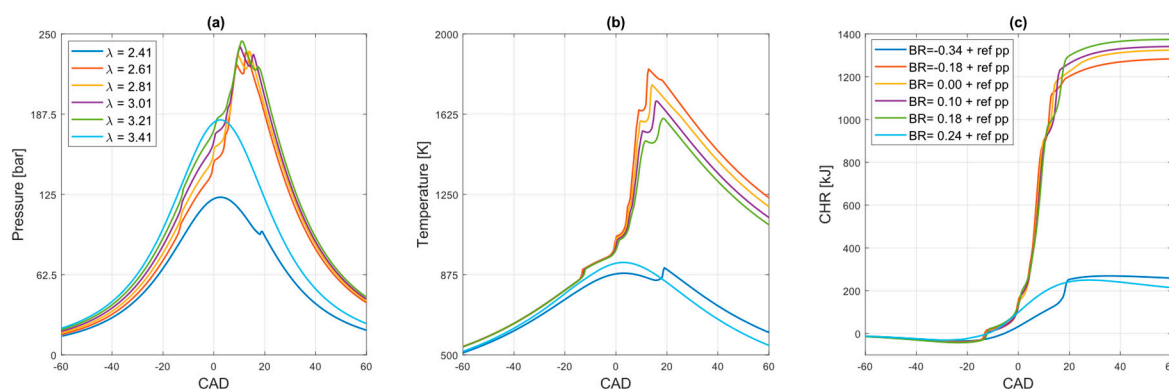 (a)
250
187.5
125
62.5
0
Pressure [bar]
λ = 2.41
λ = 2.61
λ = 2.81
λ = 3.01
λ = 3.21
λ = 3.41
-60 -40 -20 0 20 40 60
CAD
(b)
2000
1625
1250
875
500
Temperature [K]
-60 -40 -20 0 20 40 60
CAD
(c)
1400
1200
1000
800
600
400
200
0
CHR [kJ]
BR=-0.34 + ref pp
BR=-0.18 + ref pp
BR= 0.00 + ref pp
BR= 0.10 + ref pp
BR= 0.18 + ref pp
BR= 0.24 + ref pp
-60 -40 -20 0 20 40 60
CAD